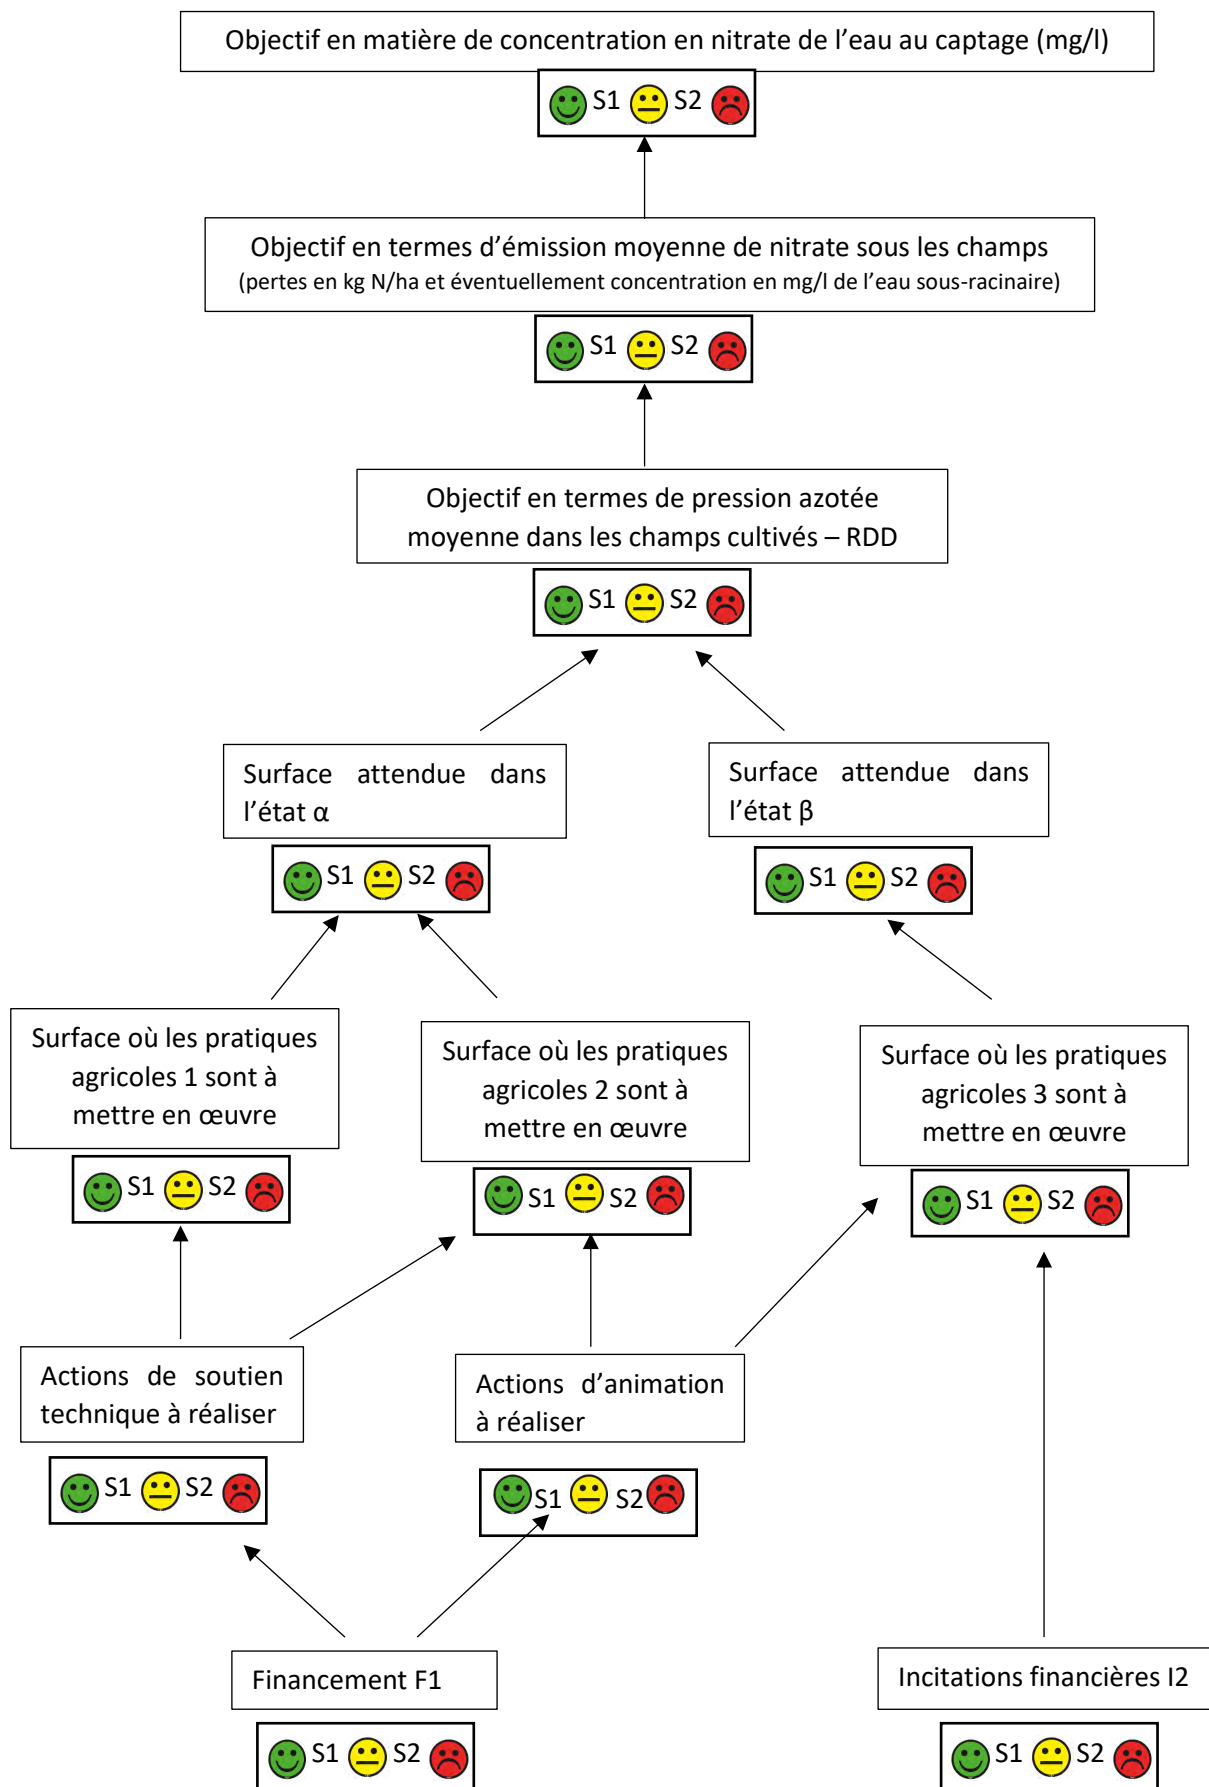 Objectif en matière de concentration en nitrate de l’eau au captage (mg/l)
S1 S2
Objectif en termes d’émission moyenne de nitrate sous les champs
(pertes en kg N/ha et éventuellement concentration en mg/l de l’eau sous-racinaire)
S1 S2
Objectif en termes de pression azotée
moyenne dans les champs cultivés – RDD
S1 S2
Surface attendue dans
l’état α
S1 S2
Surface attendue dans
l’état β
S1 S2
Surface où les pratiques
agricoles 1 sont à
mettre en œuvre
S1 S2
Surface où les pratiques
agricoles 2 sont à
mettre en œuvre
S1 S2
Surface où les pratiques
agricoles 3 sont à
mettre en œuvre
S1 S2
Actions de soutien
technique à réaliser
S1 S2
Actions d’animation
à réaliser
S1 S2
Financement F1
S1 S2
Incitations financières I2
S1 S2